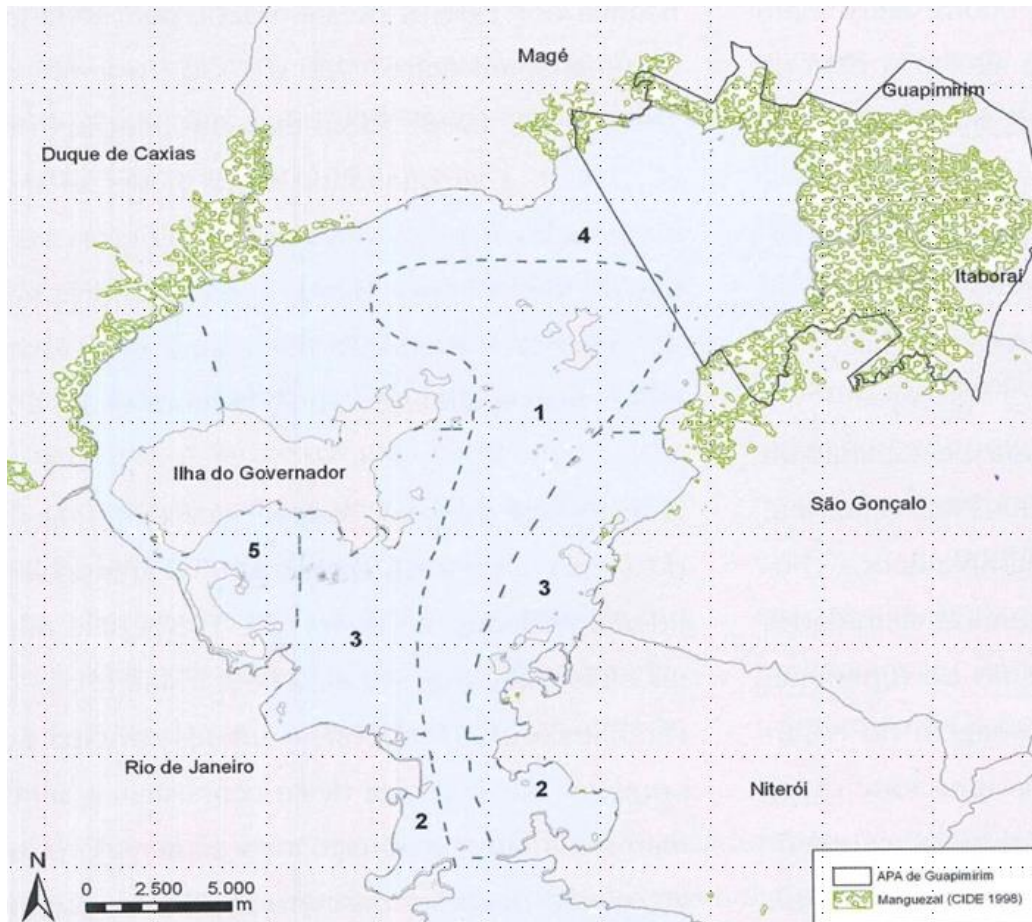 Magé
Guapimirim
Duque de Caxias
4
Itaboraí
1
Ilha do Governador
São Gonçalo
5
3
3
Rio de Janeiro
2
Niterói
2
N
0 2.500 5.000
m
APA de Guapimirim
Manguezal (CIDE 1998)